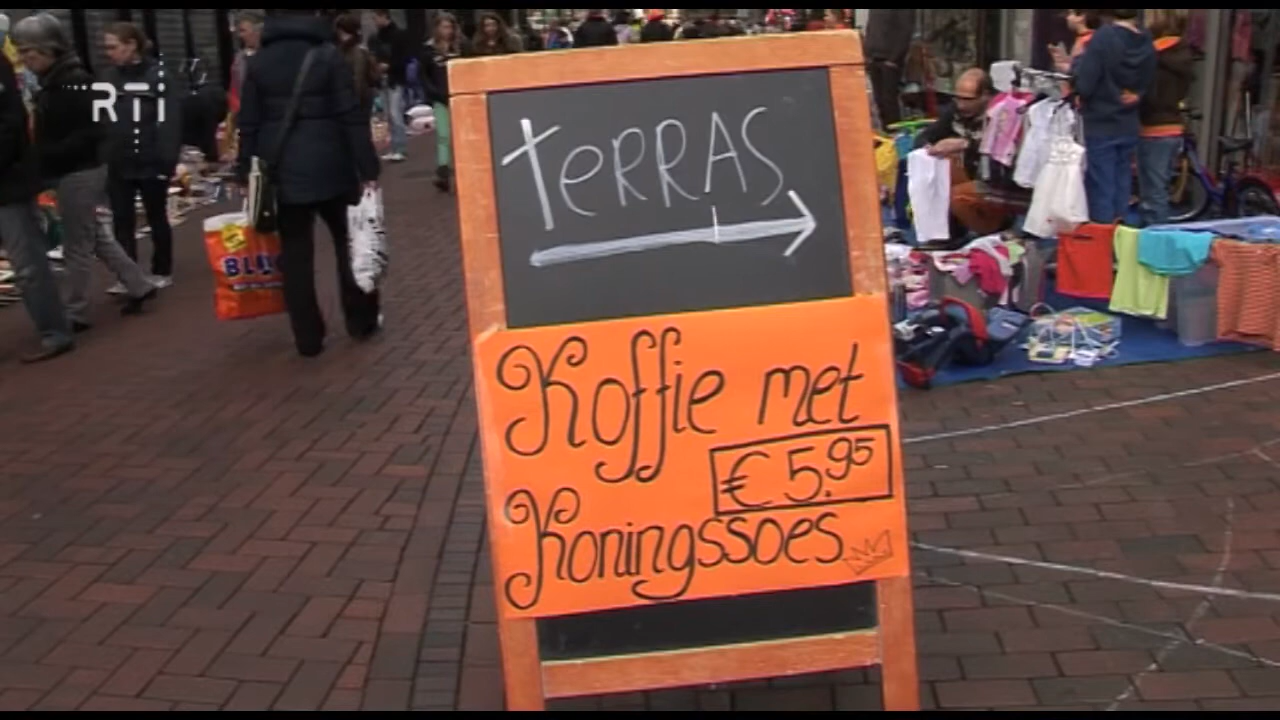 RTi
TERRAS
Koffie met
€ 5.95
Koningssoes